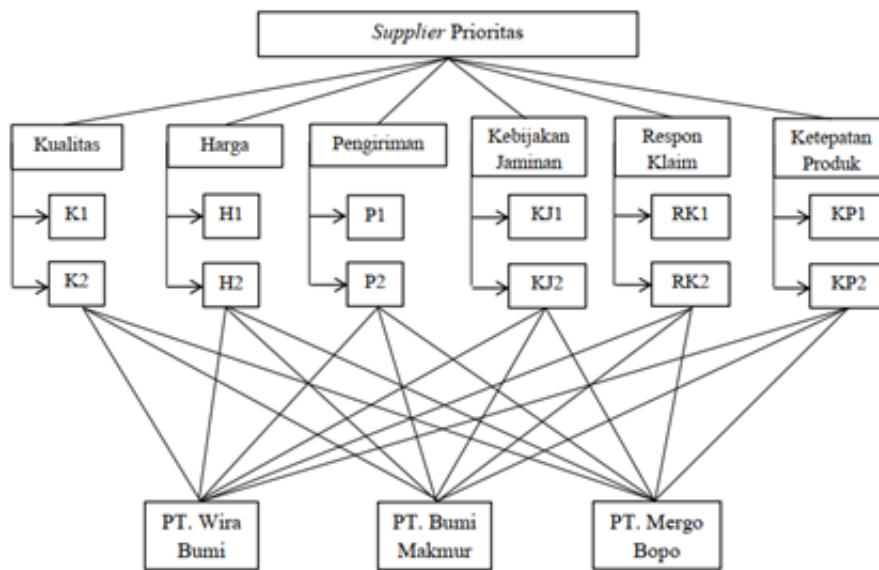 Supplier Prioritas
Kualitas
Harga
Pengiriman
Kebijakan
Jaminan
Respon
Klaim
Ketepatan
Produk
K1
H1
P1
KJ1
RK1
KP1
K2
H2
P2
KJ2
RK2
KP2
PT. Wira
Bumi
PT. Bumi
Makmur
PT. Mergo
Bopo